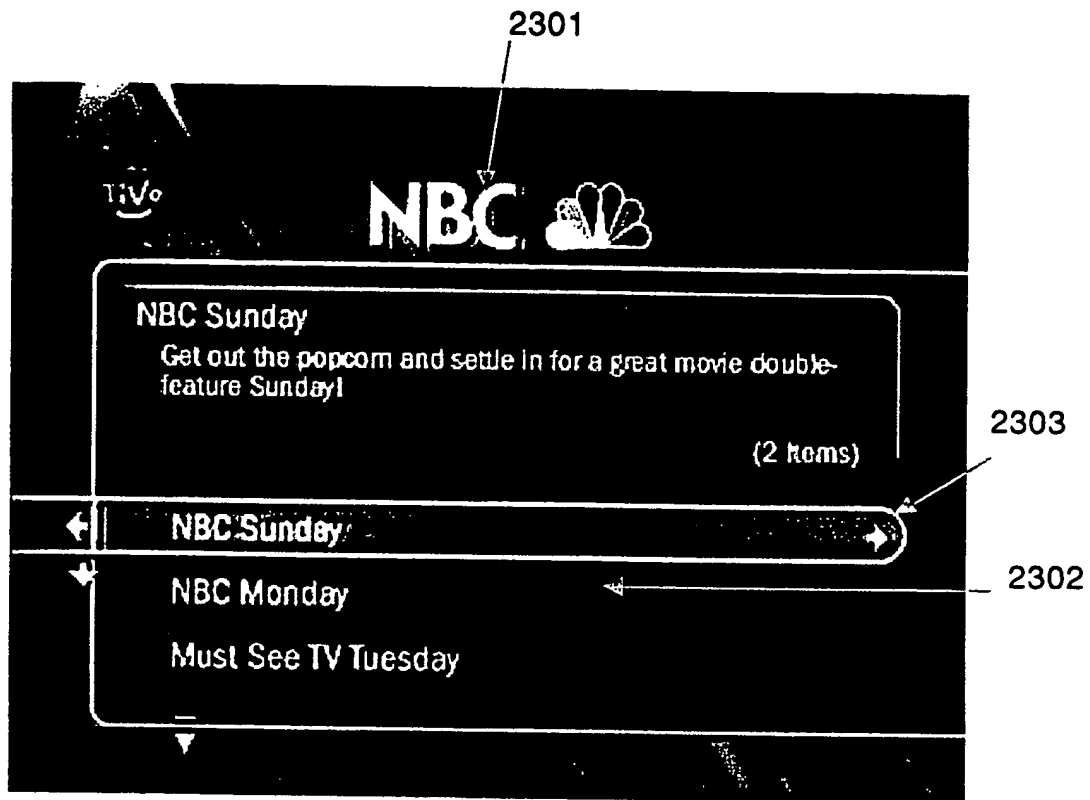 2301
TiVo
NBC
NBC Sunday
Get out the popcorn and settle in for a great movie double-
feature Sunday!
(2 Items)
2303
NBC Sunday
NBC Monday
2302
Must See TV Tuesday